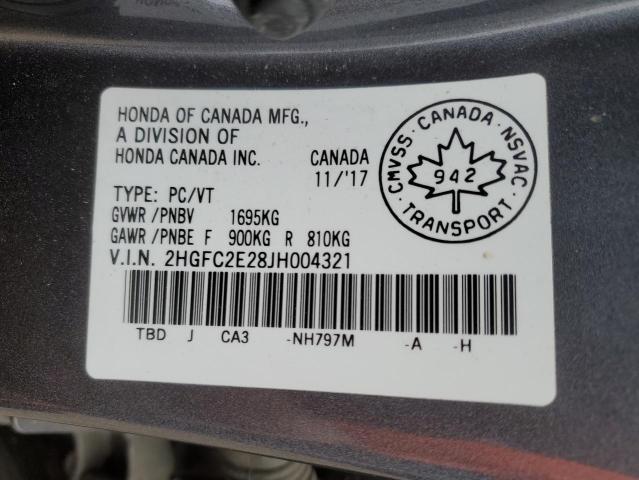 HONDA OF CANADA MFG.,
A DIVISION OF
HONDA CANADA INC. CANADA
11/'17
TYPE: PC/VT
GVWR /PNBV 1695KG
GAWR /PNBE F 900KG R 810KG
V.I.N. 2HGFC2E28JH004321
TBD J CA3 -NH797M -A -H
CMVSS · CANADA · NSVAC
942
TRANSPORT